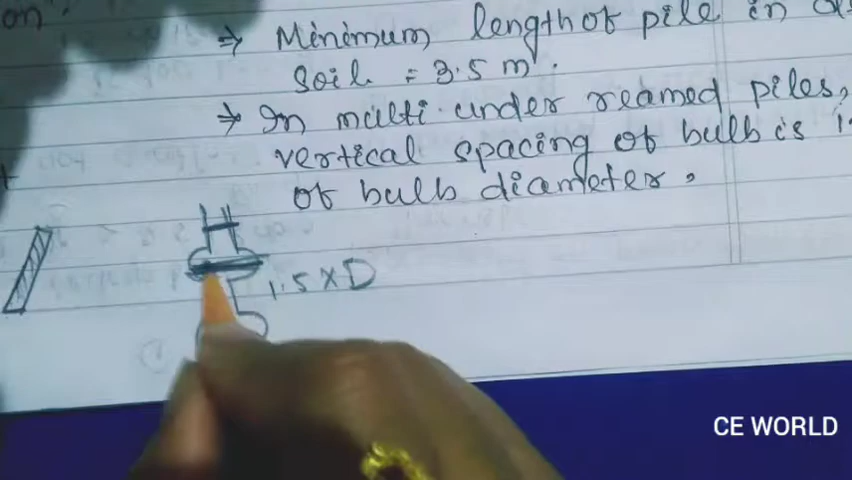 on.
⇒ Minimum length of pile in
Soil = 3.5 m.
⇒ In multi-under reamed piles,
vertical spacing of bulb is
of bulb diameter.
1.5 X D
CE WORLD